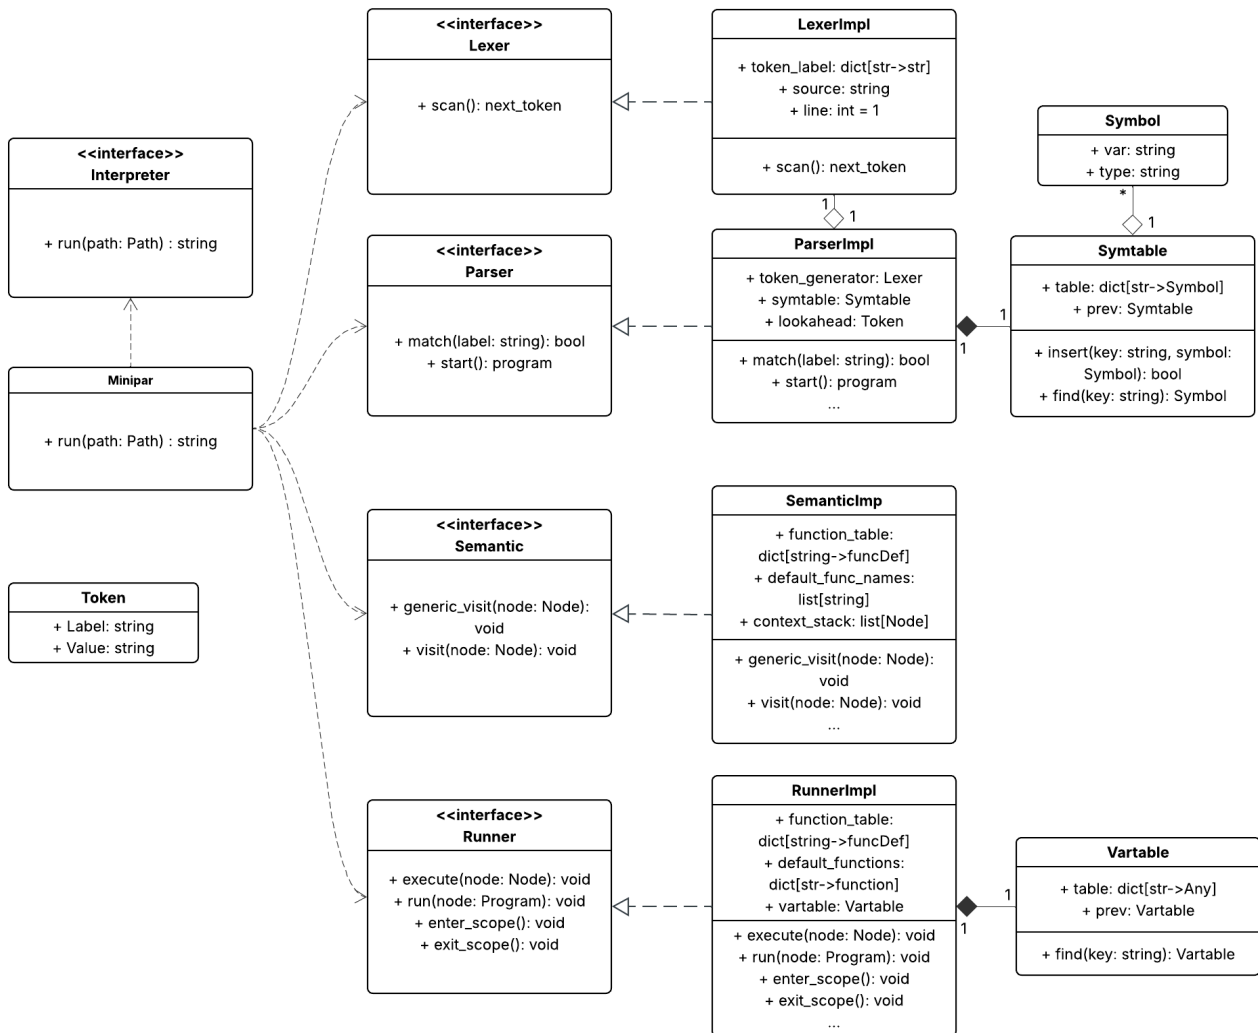 <<interface>>
Lexer
+ scan(): next_token
LexerImpl
+ token_label: dict[str->str]
+ source: string
+ line: int = 1
+ scan(): next_token
1
1
Symbol
+ var: string
+ type: string
*
1
<<interface>>
Interpreter
+ run(path: Path) : string
<<interface>>
Parser
+ match(label: string): bool
+ start(): program
ParserImpl
+ token_generator: Lexer
+ symtable: Symtable
+ lookahead: Token
+ match(label: string): bool
+ start(): program
...
1
1
Symtable
+ table: dict[str->Symbol]
+ prev: Symtable
+ insert(key: string, symbol:
Symbol): bool
+ find(key: string): Symbol
Minipar
+ run(path: Path) : string
<<interface>>
Semantic
+ generic_visit(node: Node):
void
+ visit(node: Node): void
SemanticImp
+ function_table:
dict[string->funcDef]
+ default_func_names:
list[string]
+ context_stack: list[Node]
+ generic_visit(node: Node):
void
+ visit(node: Node): void
...
Token
+ Label: string
+ Value: string
<<interface>>
Runner
+ execute(node: Node): void
+ run(node: Program): void
+ enter_scope(): void
+ exit_scope(): void
RunnerImpl
+ function_table:
dict[string->funcDef]
+ default_functions:
dict[str->function]
+ vartable: Vartable
+ execute(node: Node): void
+ run(node: Program): void
+ enter_scope(): void
+ exit_scope(): void
...
1
1
Vartable
+ table: dict[str->Any]
+ prev: Vartable
+ find(key: string): Vartable